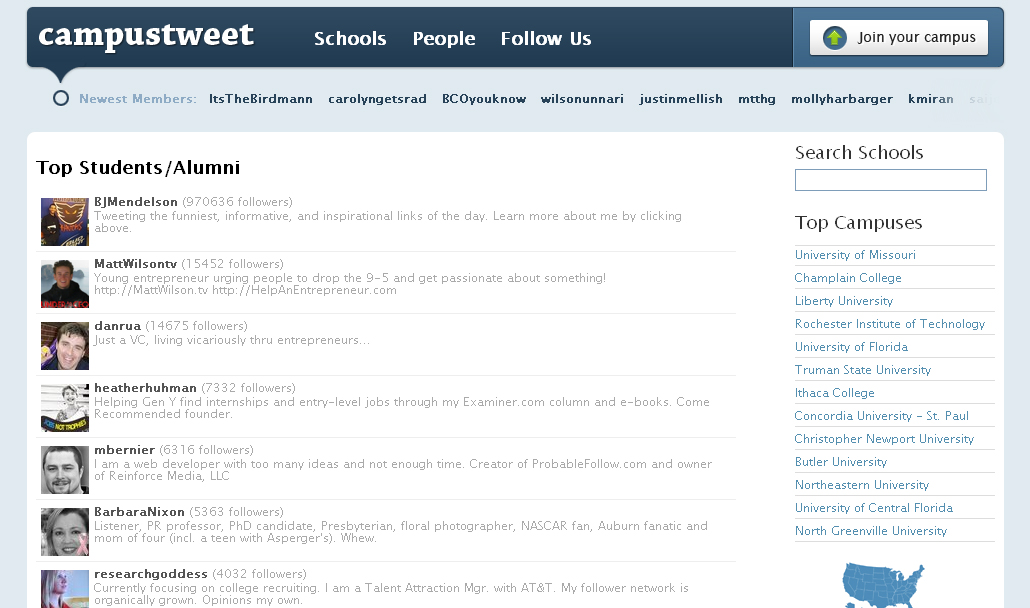 campustweet
Schools People Follow Us
Join your campus
Newest Members: ItsTheBirdmann carolyngetsrad BCOyouknow wilsonunnari justinmellish mtthg mollyharbarger kmiran
Top Students/Alumni
BJMendelson (970636 followers)
Tweeting the funniest, informative, and inspirational links of the day. Learn more about me by clicking
above.
MattWilsontv (15452 followers)
Young entrepreneur urging people to drop the 9-5 and get passionate about something!
http://MattWilson.tv http://HelpAnEntrepreneur.com
danrua (14675 followers)
Just a VC, living vicariously thru entrepreneurs...
heatherhuhman (7332 followers)
Helping Gen Y find internships and entry-level jobs through my Examiner.com column and e-books. Come
Recommended founder.
JOBS NOT TROPHIES
mbernier (6316 followers)
I am a web developer with too many ideas and not enough time. Creator of ProbableFollow.com and owner
of Reinforce Media, LLC
BarbaraNixon (5363 followers)
Listener, PR professor, PhD candidate, Presbyterian, floral photographer, NASCAR fan, Auburn fanatic and
mom of four (incl. a teen with Asperger's). Whew.
researchgoddess (4032 followers)
Currently focusing on college recruiting. I am a Talent Attraction Mgr. with AT&T. My follower network is
organically grown. Opinions my own.
Search Schools
Top Campuses
University of Missouri
Champlain College
Liberty University
Rochester Institute of Technology
University of Florida
Truman State University
Ithaca College
Concordia University - St. Paul
Christopher Newport University
Butler University
Northeastern University
University of Central Florida
North Greenville University